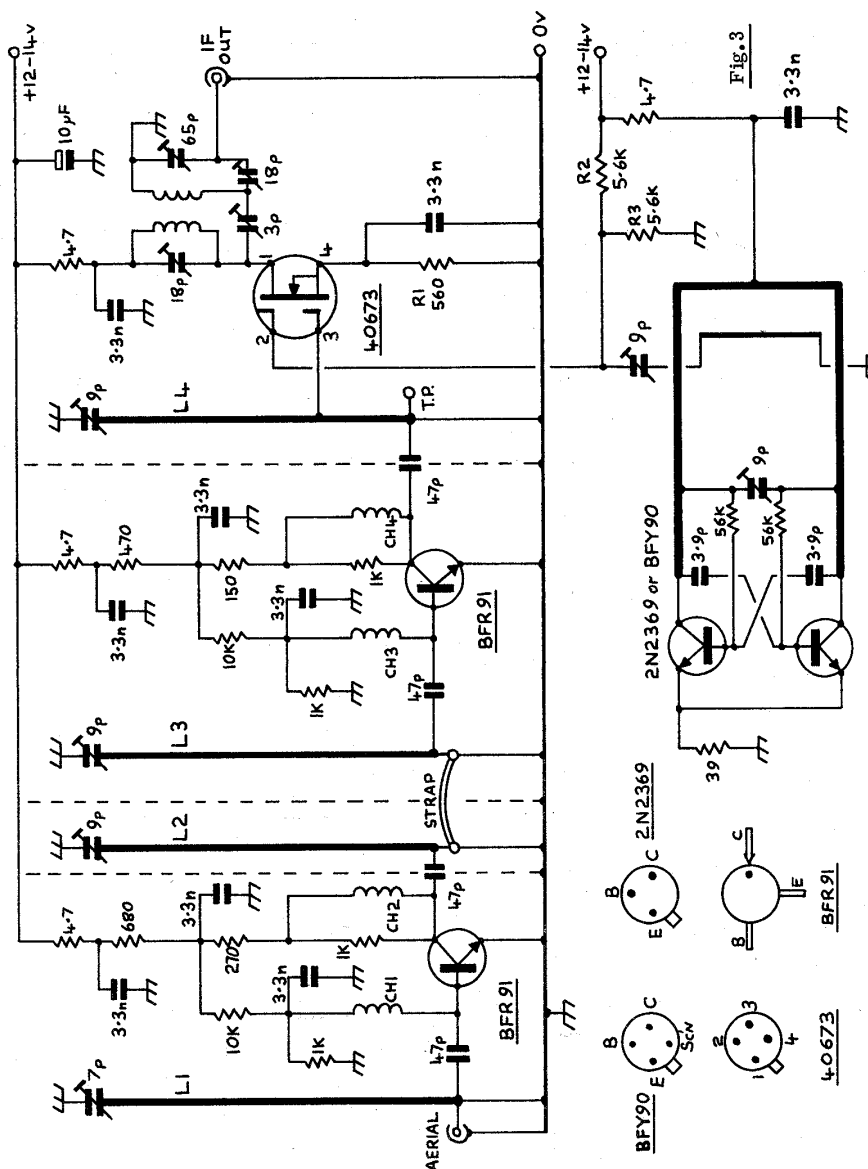 +12-14v
10μF
IF
OUT
65p
18p
3p
4.7
18p
3.3n
1
2
3
4
40673
R1
560
3.3n
0v
9p
L4
T.P.
47p
4.7
470
3.3n
3.3n
150
10K
3.3n
1K
CH4
1K
CH3
47p
BFR91
9p
L3
STRAP
9p
L2
47p
4.7
680
3.3n
3.3n
270
10K
3.3n
1K
CH2
1K
CH1
47p
BFR91
7p
L1
AERIAL
+12-14v
Fig.3
R2
5.6K
R3
5.6K
4.7
3.3n
9p
9p
56K
56K
3.9p
3.9p
2N2369 or BFY90
39
B
C
E
2N2369
B
C
E
BFR91
B
C
E
SCN
BFY90
1
2
3
4
40673